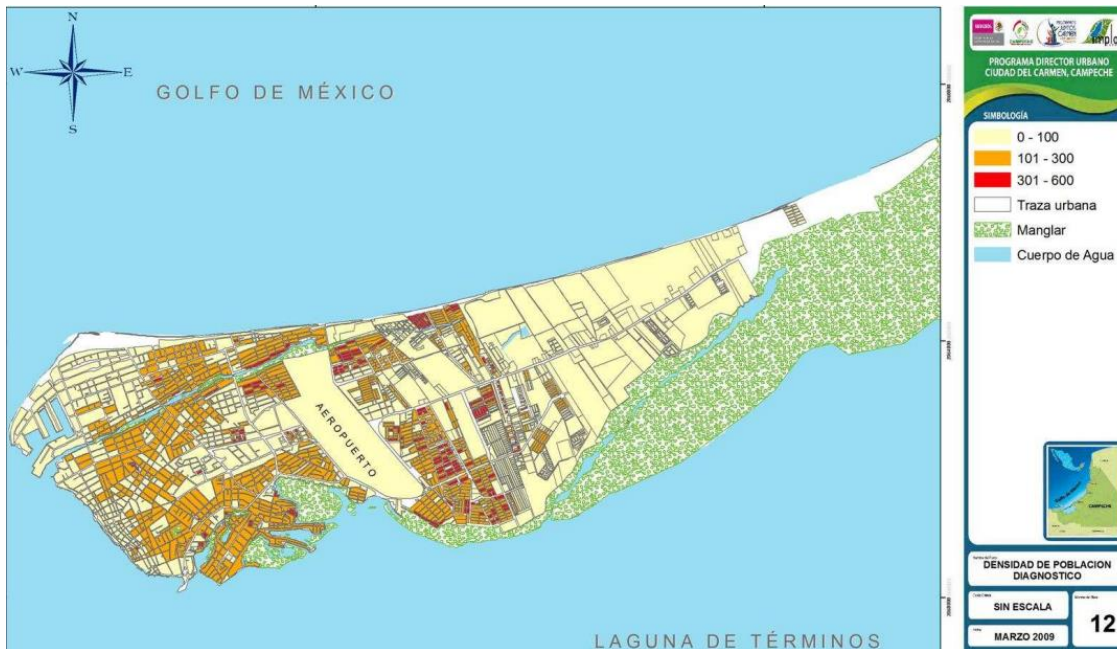 N
W
E
S
GOLFO DE MÉXICO
AEROPUERTO
LAGUNA DE TÉRMINOS
PROGRAMA DIRECTOR URBANO
CIUDAD DEL CARMEN, CAMPECHE
SIMBOLOGÍA
0 - 100
101 - 300
301 - 600
Traza urbana
Manglar
Cuerpo de Agua
CAMPECHE
DENSIDAD DE POBLACION
DIAGNOSTICO
SIN ESCALA
MARZO 2009
12